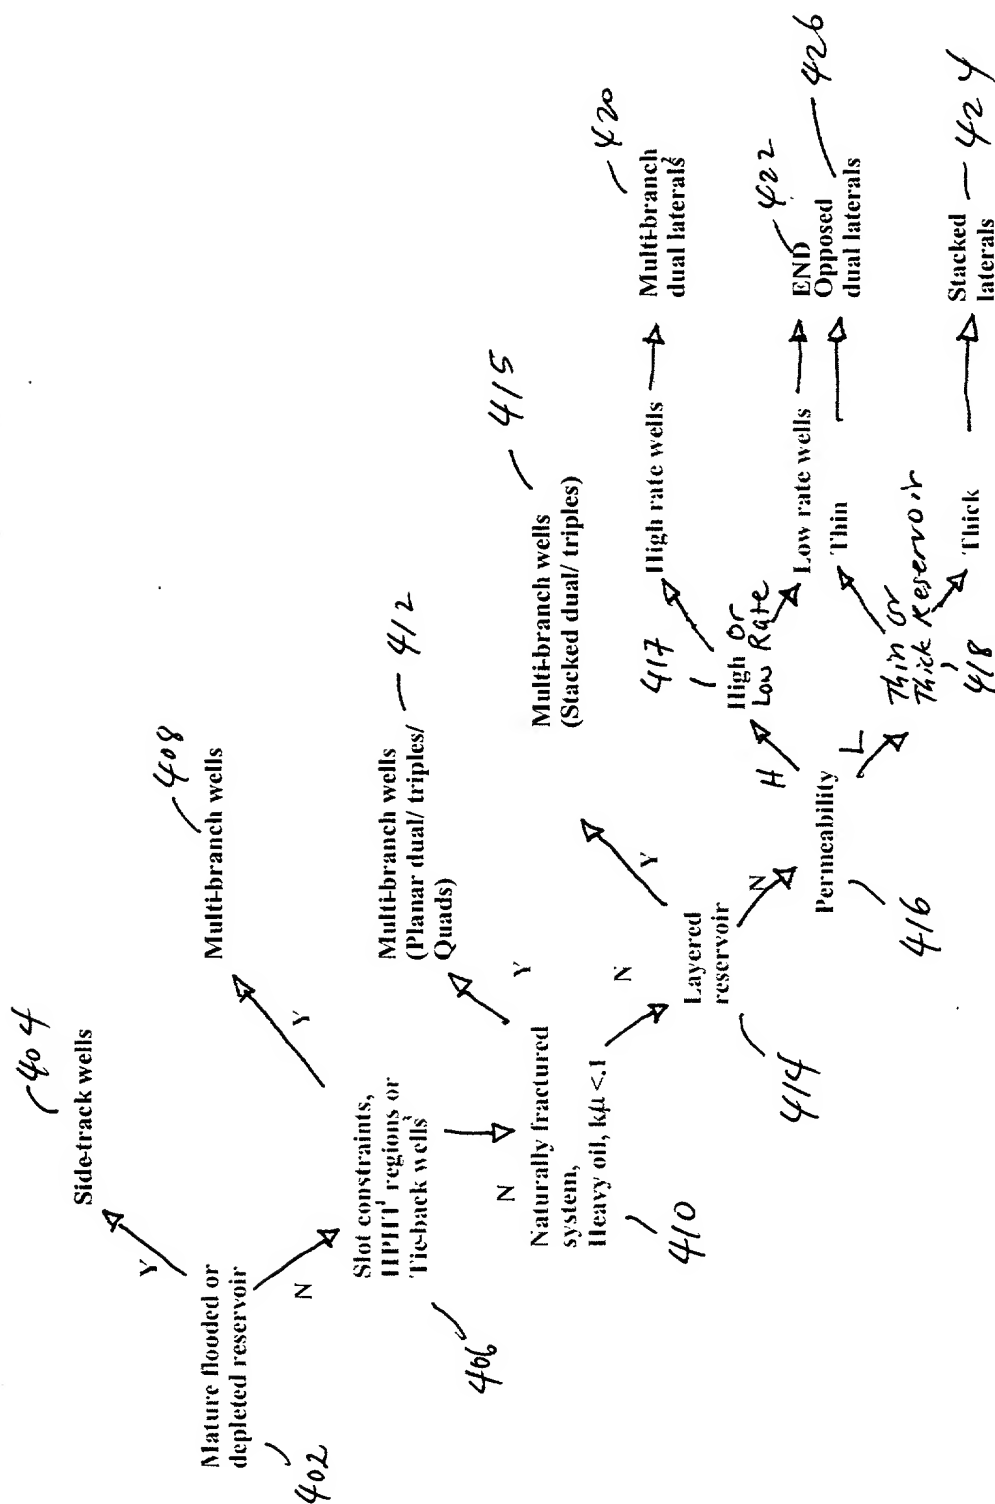 Mature flooded or
depleted reservoir
402
Y
Side-track wells
404
N
Slot constraints,
HPHT¹ regions or
Tie-back wells²
406
Y
Multi-branch wells
408
N
Naturally fractured
system,
Heavy oil, kμ <.1
410
Y
Multi-branch wells
(Planar dual/ triples/
Quads)
412
N
Layered
reservoir
414
Y
Multi-branch wells
(Stacked dual/ triples)
415
N
Permeability
416
H
High or
Low Rate
417
L
Thin or
Thick Reservoir
418
High rate wells
Multi-branch
dual laterals³
420
Low rate wells
END
422
Thin
Opposed
dual laterals
426
Thick
Stacked
laterals
424